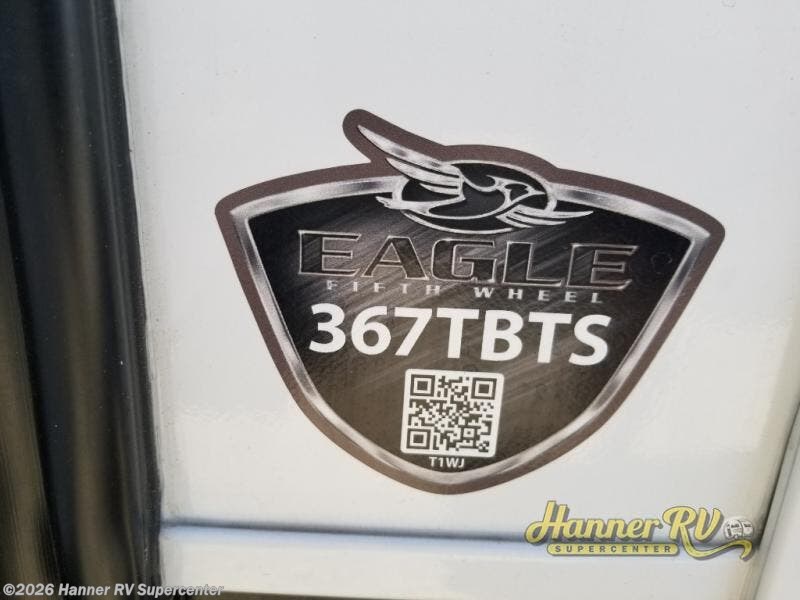 EAGLE
FIFTH WHEEL
367TBTS
T1WJ
Hanner RV
SUPERCENTER
©2026 Hanner RV Supercenter